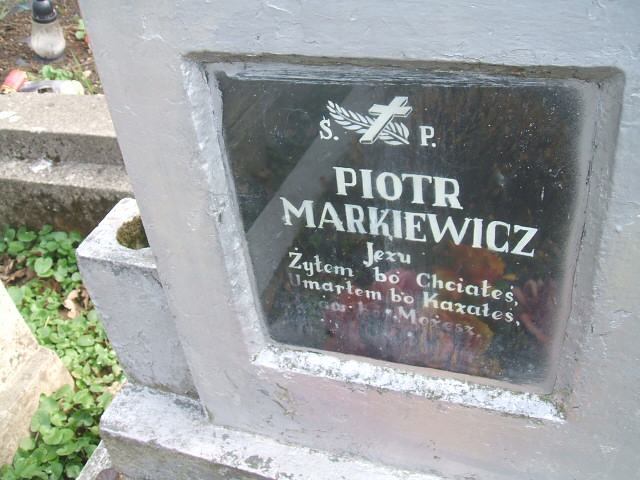 Ś. P.
PIOTR
MARKIEWICZ
Jezu
Żyłem bo Chciałeś,
Umarłem bo Kazałeś,
Możesz